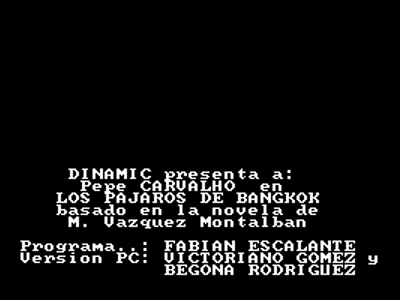 DINAMIC presenta a:
Pepe CARVALHO en
LOS PAJAROS DE BANGKOK
basado en la novela de
M. Vazquez Montalban
Programa..: FABIAN ESCALANTE
Version PC: VICTORIANO GOMEZ y
BEGONA RODRIGUEZ